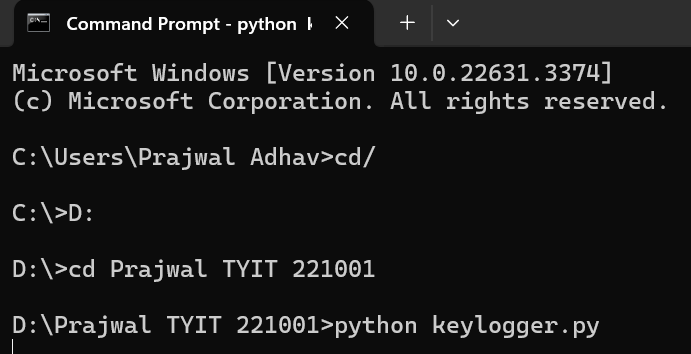 Command Prompt - python k
Microsoft Windows [Version 10.0.22631.3374]
(c) Microsoft Corporation. All rights reserved.
C:\Users\Prajwal Adhav>cd/
C:\>D:
D:\>cd Prajwal TYIT 221001
D:\Prajwal TYIT 221001>python keylogger.py